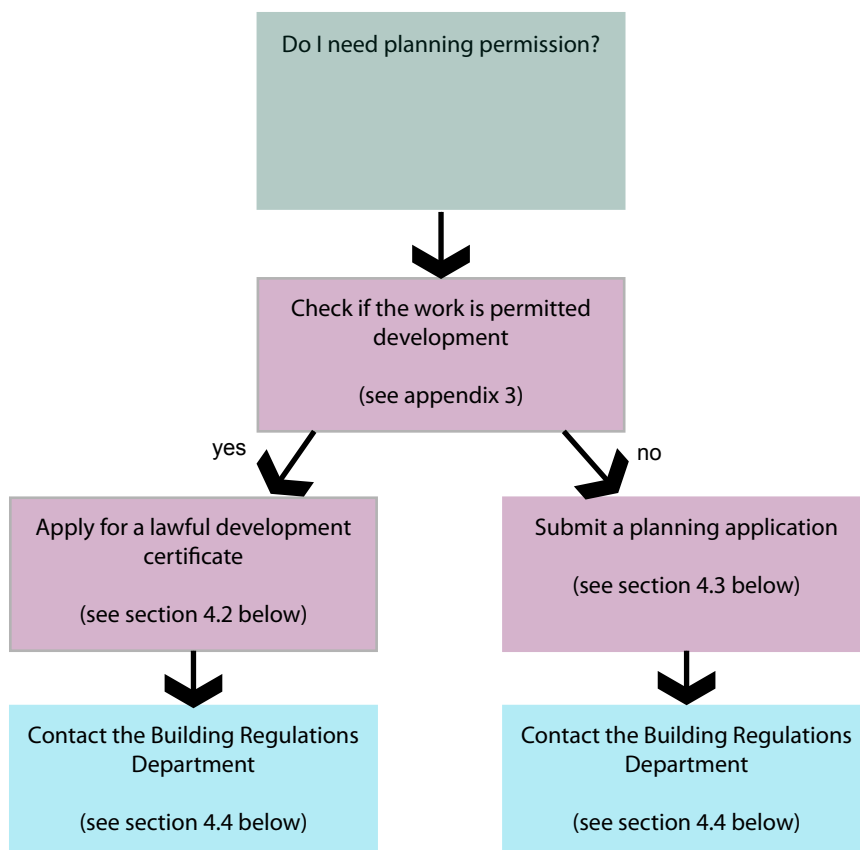 Do I need planning permission?
Check if the work is permitted
development
(see appendix 3)
yes
no
Apply for a lawful development
certificate
(see section 4.2 below)
Submit a planning application
(see section 4.3 below)
Contact the Building Regulations
Department
(see section 4.4 below)
Contact the Building Regulations
Department
(see section 4.4 below)